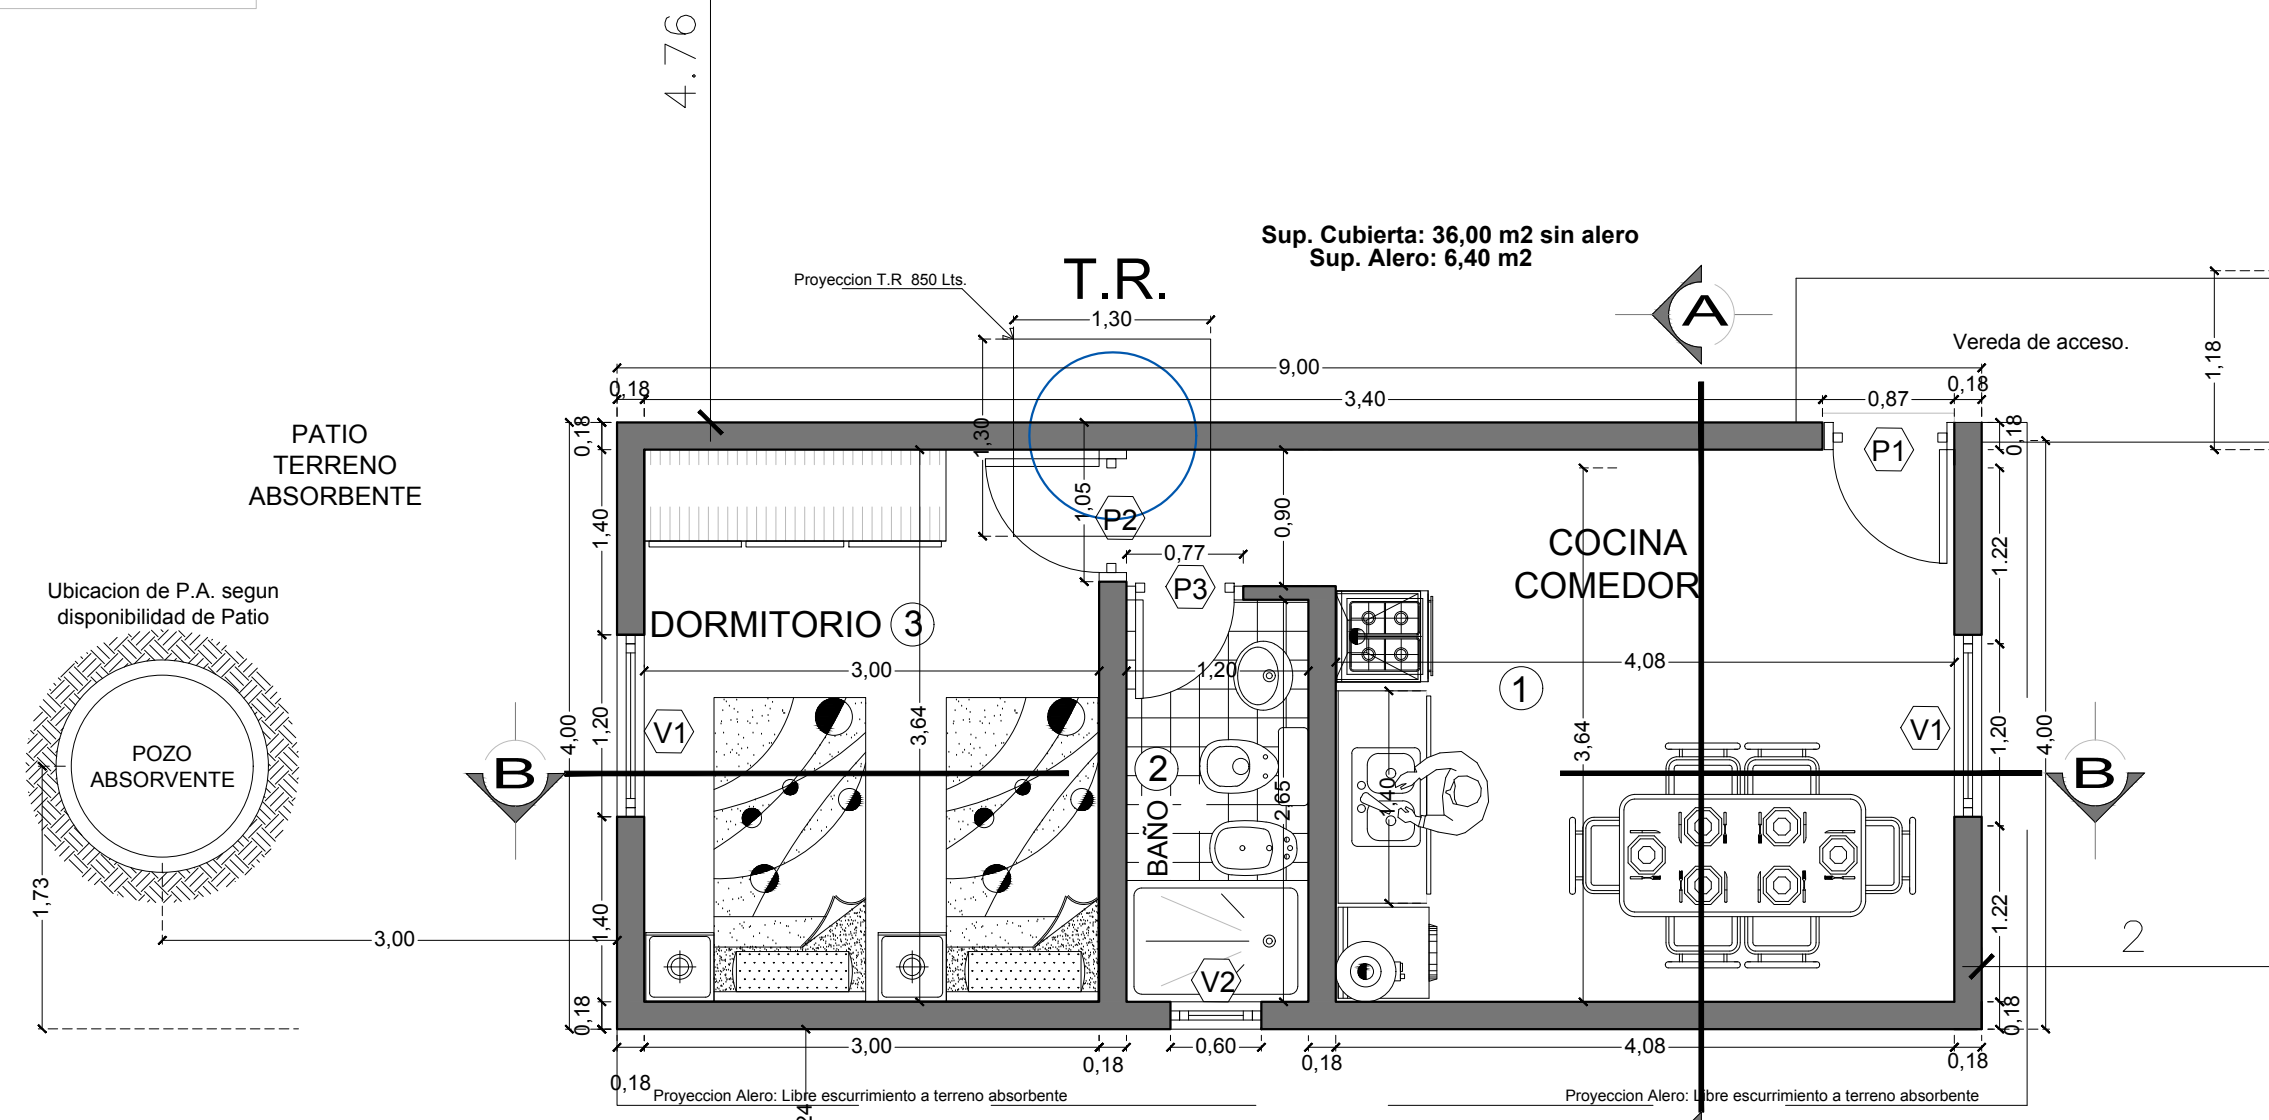 4.76
Sup. Cubierta: 36,00 m2 sin alero
Sup. Alero: 6,40 m2
T.R.
Proyeccion T.R 850 Lts.
1,30
A
Vereda de acceso.
1,18
9,00
0,18
3,40
0,87
0,18
PATIO
TERRENO
ABSORBENTE
0,18
1,30
0,18
P1
1,40
1,05
P2
0,90
COCINA
COMEDOR
1.22
0,77
P3
Ubicacion de P.A. segun
disponibilidad de Patio
DORMITORIO 3
3,00
1,20
4,08
1
4,00
1,20
V1
3,64
3,64
V1
1,20
4,00
POZO
ABSORVENTE
B
2
BAÑO
2,65
1,40
B
1,73
3,00
1,40
1.22
2
V2
0,18
0,18
3,00
0,60
4,08
0,18
0,18
0,18
0,18
Proyeccion Alero: Libre escurrimiento a terreno absorbente
Proyeccion Alero: Libre escurrimiento a terreno absorbente